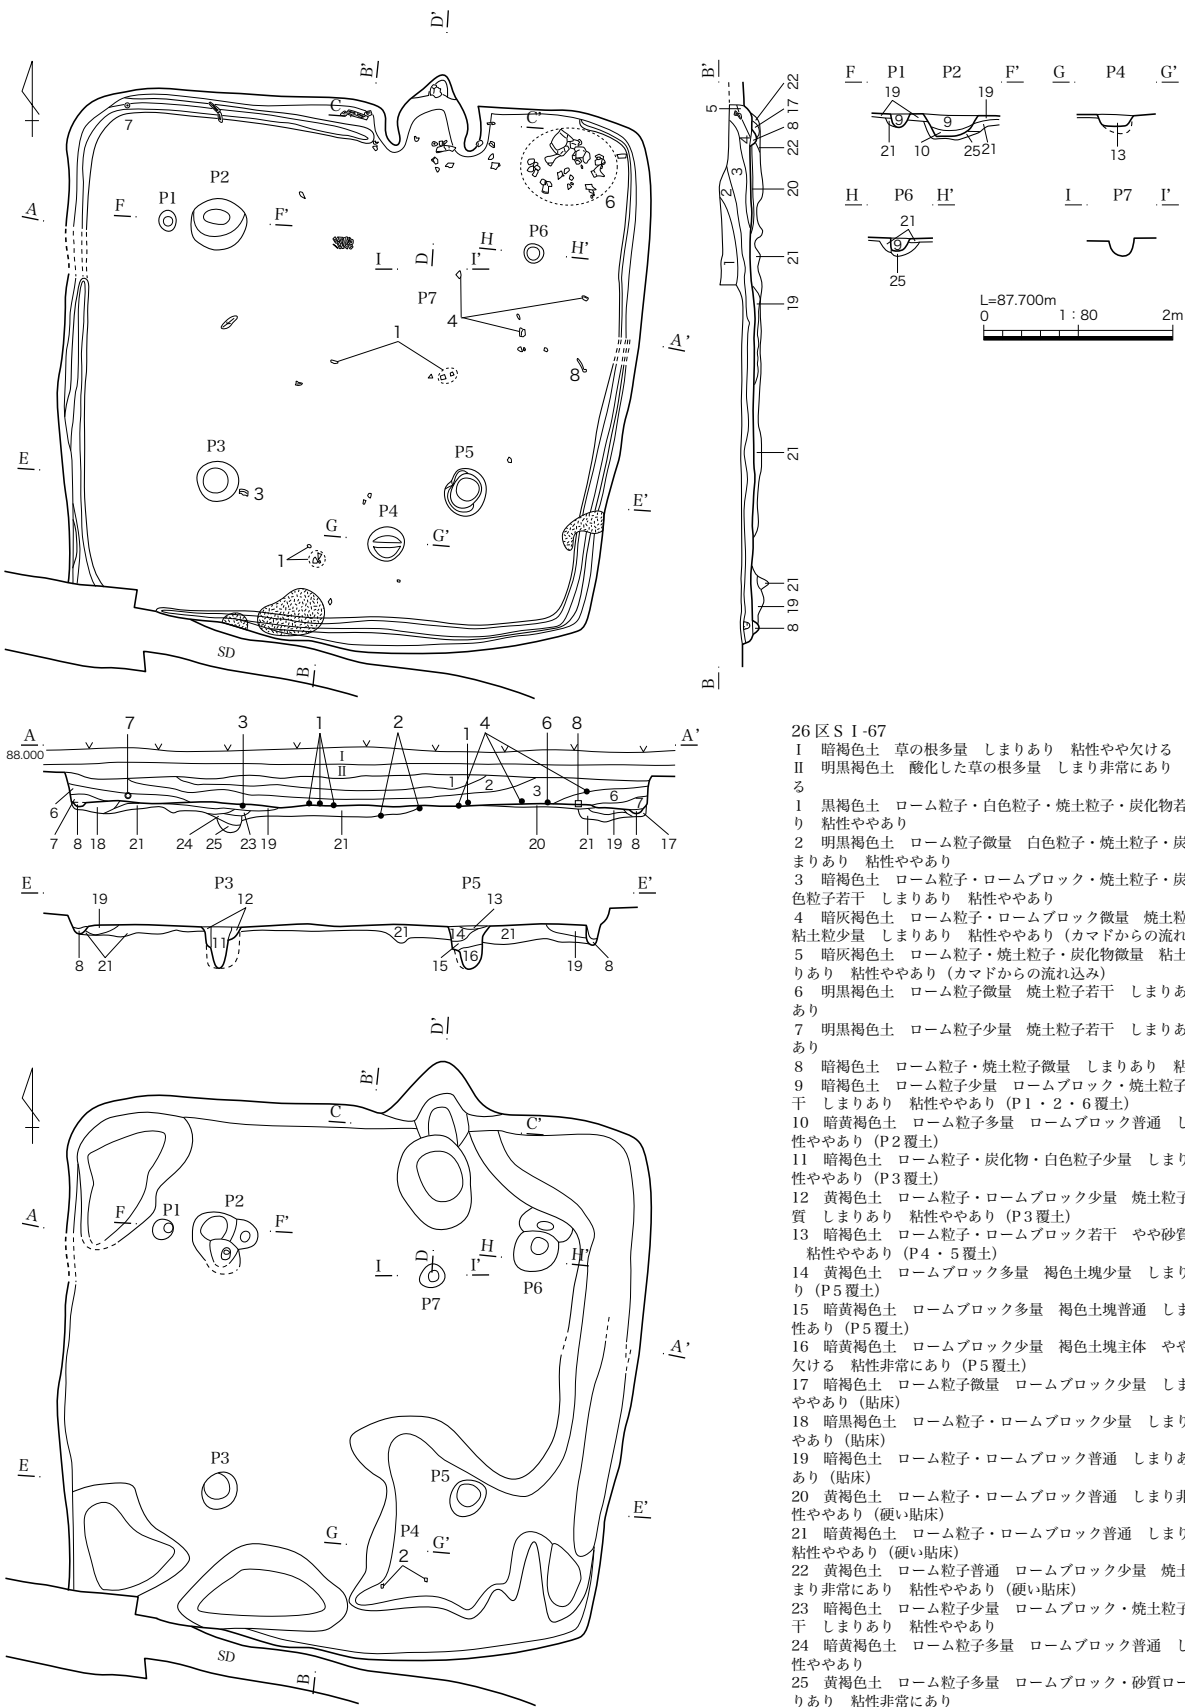 D'
B'
C
C'
7
P1
P2
F
F'
A
6
P6
H
H'
I
D
I'
P7
4
1
A'
8
P3
E
3
P5
E'
G
P4
G'
1
SD
B
B'
5
22
17
8
22
4
3
2
20
1
21
19
21
21
19
8
B
F P1 P2 F'
19 19
9 9
21 10 25 21
G P4 G'
13
H P6 H'
21
9
25
I P7 I'
L=87.700m
0 1：80 2m
A 7 3 1 2 1 4 6 8 A'
88.000
I
II
1 2 3 6 7
6
7 8 18 21 24 25 23 19 21 20 21 19 8 17
E P3 P5 E'
19 12 13
11 21 14 21
15 16
8 21 19 8
D'
B'
C
C'
A
F
P1
P2
F'
H
H'
I
D
I'
P7
P6
A'
E
P3
P5
E'
G
P4
G'
2
SD
B
26区ＳＩ-67
Ⅰ　暗褐色土　草の根多量　しまりあり　粘性やや欠ける
Ⅱ　明黒褐色土　酸化した草の根多量　しまり非常にあり
る
1　黒褐色土　ローム粒子・白色粒子・焼土粒子・炭化物若
り　粘性ややあり
2　明黒褐色土　ローム粒子微量　白色粒子・焼土粒子・炭
まりあり　粘性ややあり
3　暗褐色土　ローム粒子・ロームブロック・焼土粒子・炭
色粒子若干　しまりあり　粘性ややあり
4　暗灰褐色土　ローム粒子・ロームブロック微量　焼土粒
粘土粒少量　しまりあり　粘性ややあり（カマドからの流れ
5　暗灰褐色土　ローム粒子・焼土粒子・炭化物微量　粘土
りあり　粘性ややあり（カマドからの流れ込み）
6　明黒褐色土　ローム粒子微量　焼土粒子若干　しまりあ
あり
7　明黒褐色土　ローム粒子少量　焼土粒子若干　しまりあ
あり
8　暗褐色土　ローム粒子・焼土粒子微量　しまりあり　粘
9　暗褐色土　ローム粒子少量　ロームブロック・焼土粒子
干　しまりあり　粘性ややあり（P１・２・６覆土）
10　暗黄褐色土　ローム粒子多量　ロームブロック普通　し
性ややあり（P２覆土）
11　暗褐色土　ローム粒子・炭化物・白色粒子少量　しまり
性ややあり（P３覆土）
12　黄褐色土　ローム粒子・ロームブロック少量　焼土粒子
質　しまりあり　粘性ややあり（P３覆土）
13　暗褐色土　ローム粒子・ロームブロック若干　やや砂質
粘性ややあり（P４・５覆土）
14　黄褐色土　ロームブロック多量　褐色土塊少量　しまり
り（P５覆土）
15　暗黄褐色土　ロームブロック多量　褐色土塊普通　しま
性あり（P５覆土）
16　暗黄褐色土　ロームブロック少量　褐色土塊主体　やや
欠ける　粘性非常にあり（P５覆土）
17　暗褐色土　ローム粒子微量　ロームブロック少量　しま
ややあり（貼床）
18　暗黒褐色土　ローム粒子・ロームブロック少量　しまり
やあり（貼床）
19　暗褐色土　ローム粒子・ロームブロック普通　しまりあ
あり（貼床）
20　黄褐色土　ローム粒子・ロームブロック普通　しまり非
性ややあり（硬い貼床）
21　暗黄褐色土　ローム粒子・ロームブロック普通　しまり
粘性ややあり（硬い貼床）
22　黄褐色土　ローム粒子普通　ロームブロック少量　焼土
まり非常にあり　粘性ややあり（硬い貼床）
23　暗褐色土　ローム粒子少量　ロームブロック・焼土粒子
干　しまりあり　粘性ややあり
24　暗黄褐色土　ローム粒子多量　ロームブロック普通　し
性ややあり
25　黄褐色土　ローム粒子多量　ロームブロック・砂質ロー
りあり　粘性非常にあり